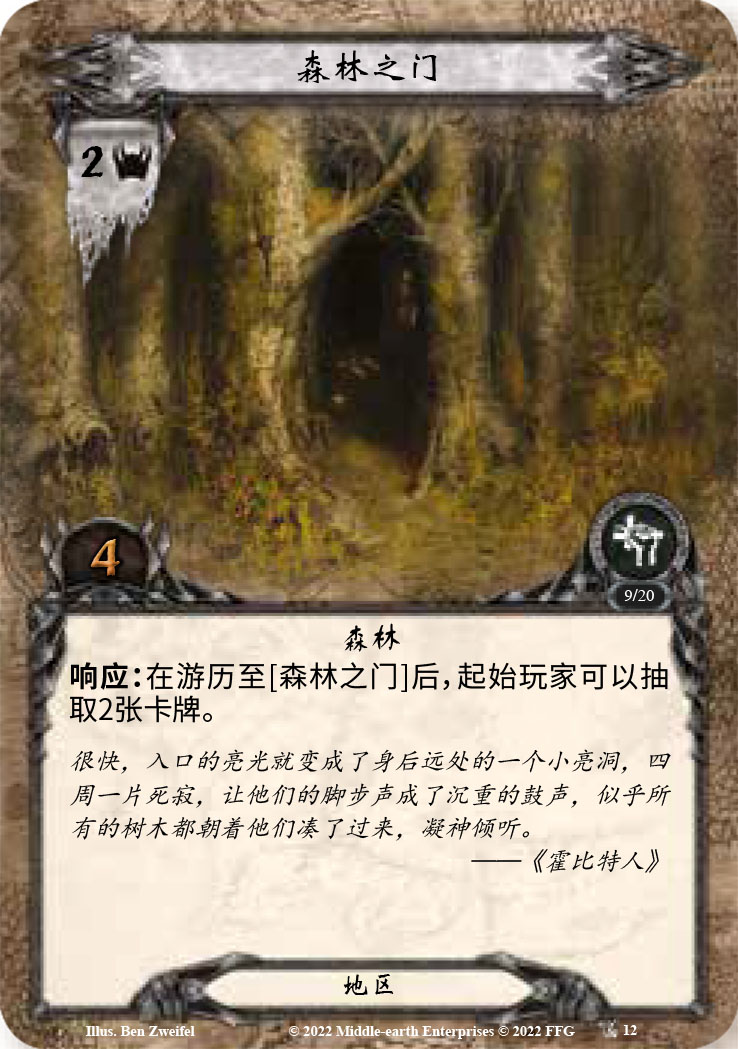 森林之门
2
4
9/20
森林
响应：在游历至[森林之门]后，起始玩家可以抽
取2张卡牌。
很快，入口的亮光就变成了身后远处的一个小亮洞，四
周一片死寂，让他们的脚步声成了沉重的鼓声，似乎所
有的树木都朝着他们凑了过来，凝神倾听。
——《霍比特人》
地区
Illus. Ben Zweifel © 2022 Middle-earth Enterprises © 2022 FFG 12